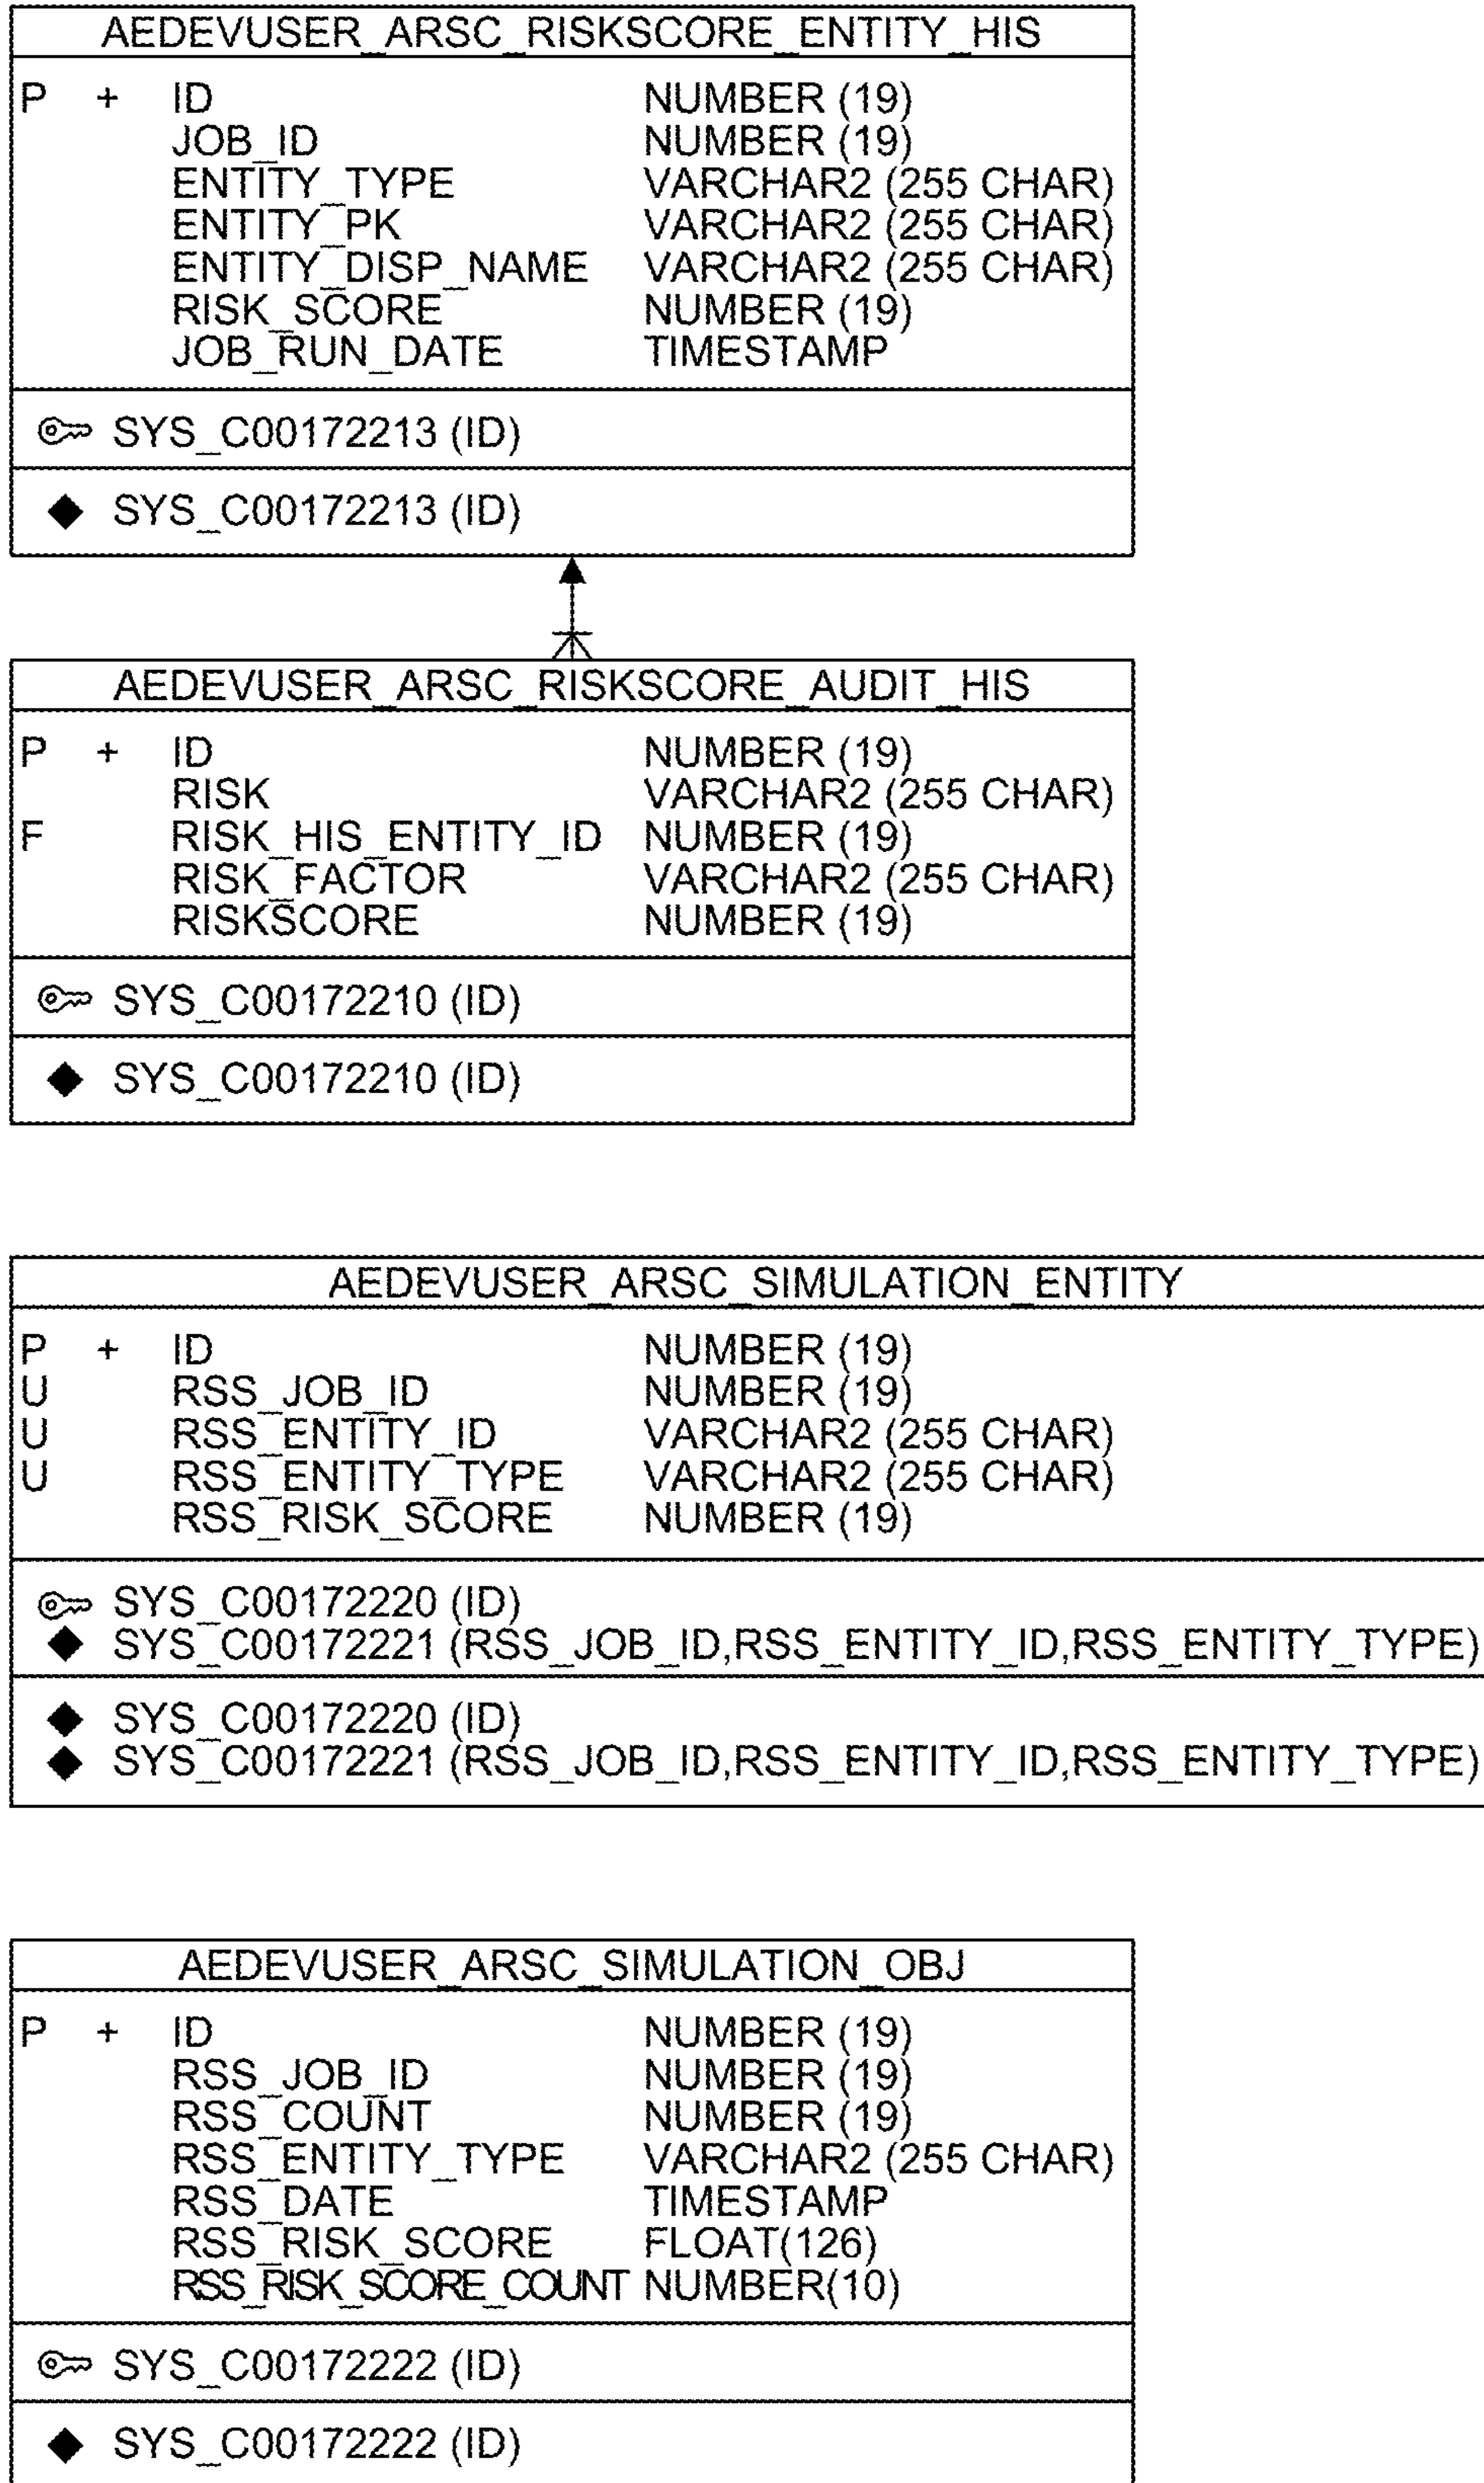 AEDEVUSER_ARSC_RISKSCORE_ENTITY_HIS
P + ID NUMBER (19)
JOB_ID NUMBER (19)
ENTITY_TYPE VARCHAR2 (255 CHAR)
ENTITY_PK VARCHAR2 (255 CHAR)
ENTITY_DISP_NAME VARCHAR2 (255 CHAR)
RISK_SCORE NUMBER (19)
JOB_RUN_DATE TIMESTAMP
SYS_C00172213 (ID)
SYS_C00172213 (ID)
AEDEVUSER_ARSC_RISKSCORE_AUDIT_HIS
P + ID NUMBER (19)
RISK VARCHAR2 (255 CHAR)
F RISK_HIS_ENTITY_ID NUMBER (19)
RISK_FACTOR VARCHAR2 (255 CHAR)
RISKSCORE NUMBER (19)
SYS_C00172210 (ID)
SYS_C00172210 (ID)
AEDEVUSER_ARSC_SIMULATION_ENTITY
P + ID NUMBER (19)
U RSS_JOB_ID NUMBER (19)
U RSS_ENTITY_ID VARCHAR2 (255 CHAR)
U RSS_ENTITY_TYPE VARCHAR2 (255 CHAR)
RSS_RISK_SCORE NUMBER (19)
SYS_C00172220 (ID)
SYS_C00172221 (RSS_JOB_ID,RSS_ENTITY_ID,RSS_ENTITY_TYPE)
SYS_C00172220 (ID)
SYS_C00172221 (RSS_JOB_ID,RSS_ENTITY_ID,RSS_ENTITY_TYPE)
AEDEVUSER_ARSC_SIMULATION_OBJ
P + ID NUMBER (19)
RSS_JOB_ID NUMBER (19)
RSS_COUNT NUMBER (19)
RSS_ENTITY_TYPE VARCHAR2 (255 CHAR)
RSS_DATE TIMESTAMP
RSS_RISK_SCORE FLOAT(126)
RSS_RISK_SCORE_COUNT NUMBER(10)
SYS_C00172222 (ID)
SYS_C00172222 (ID)